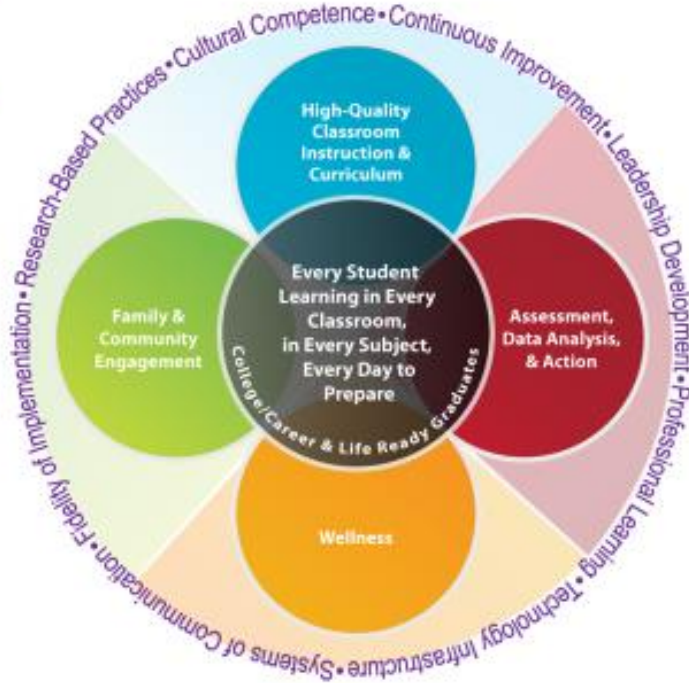 Research-Based Practices•Cultural Competence•Continuous Improvement•Leadership Development•Professional Learning•Technology Infrastructure•Systems of Communication•Fidelity of Implementation•
High-Quality
Classroom
Instruction &
Curriculum
Family &
Community
Engagement
Every Student
Learning in Every
Classroom,
in Every Subject,
Every Day to
Prepare
College/Career & Life Ready Graduates
Assessment,
Data Analysis,
& Action
Wellness